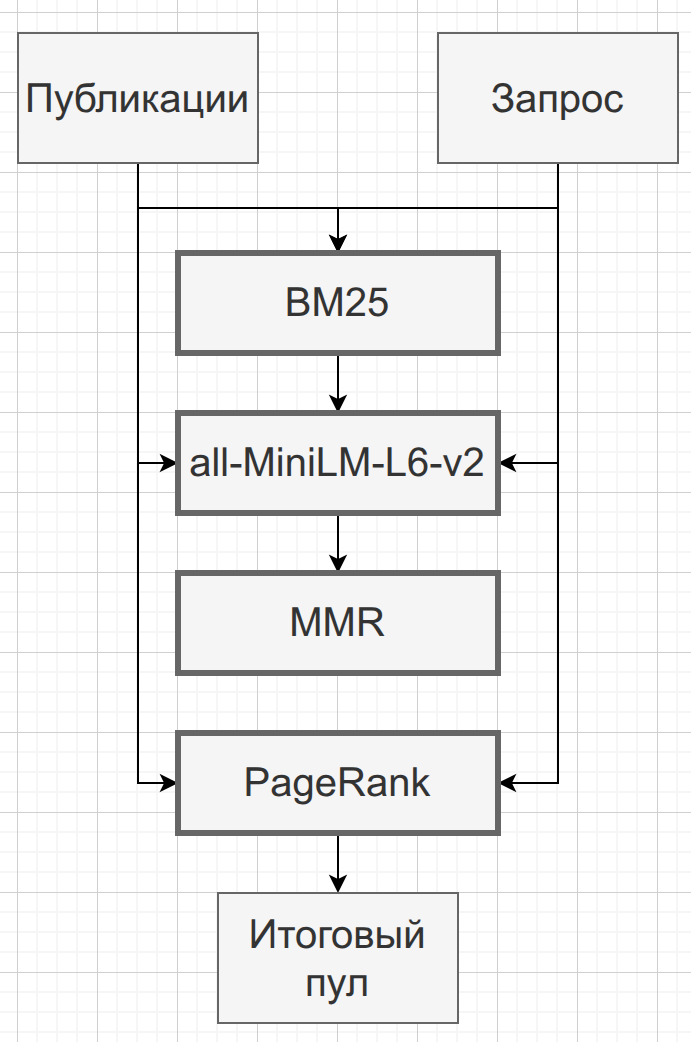 Публикации
Запрос
BM25
all-MiniLM-L6-v2
MMR
PageRank
Итоговый
пул